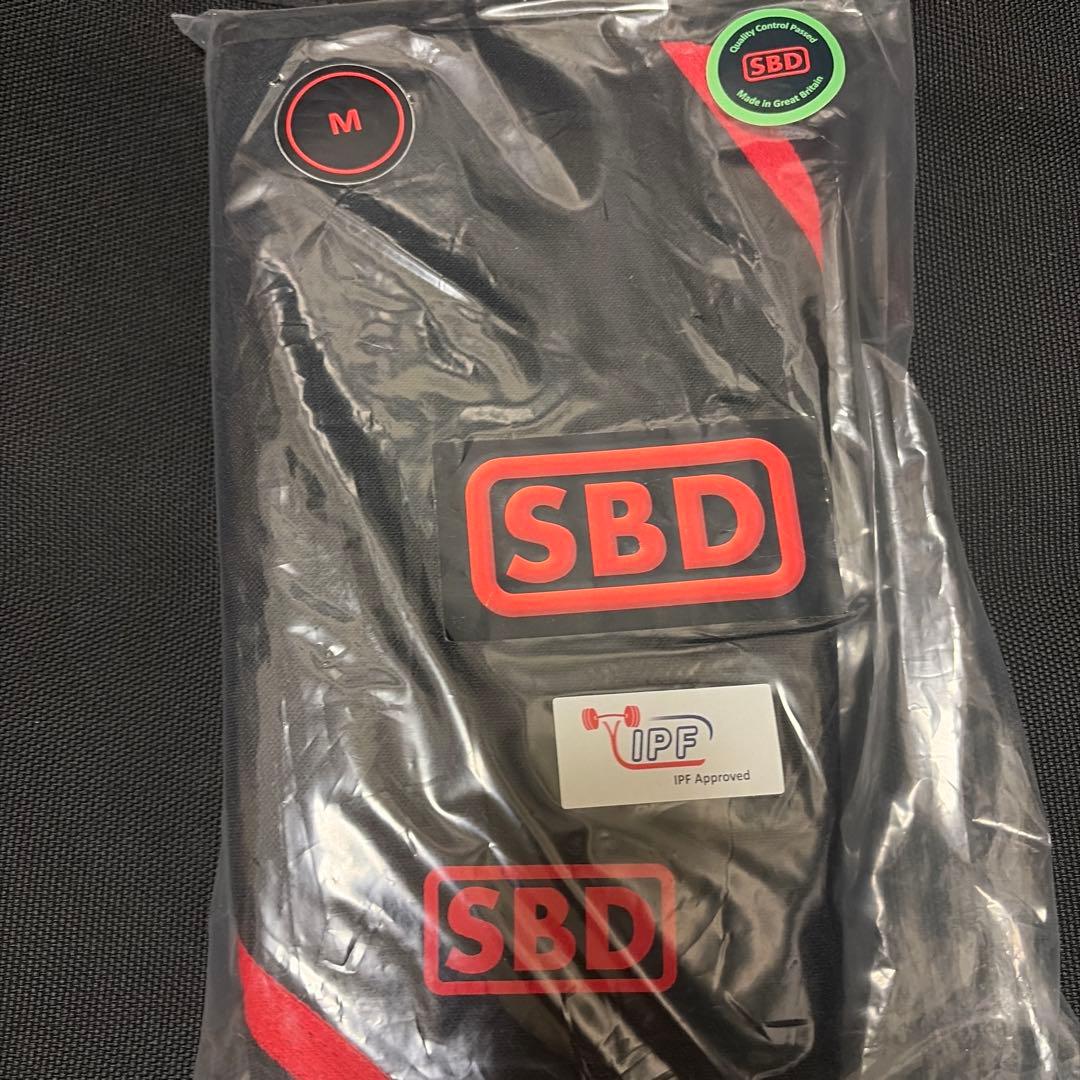 M
Quality Control Passed
SBD
Made in Great Britain
SBD
IPF
IPF Approved
SBD